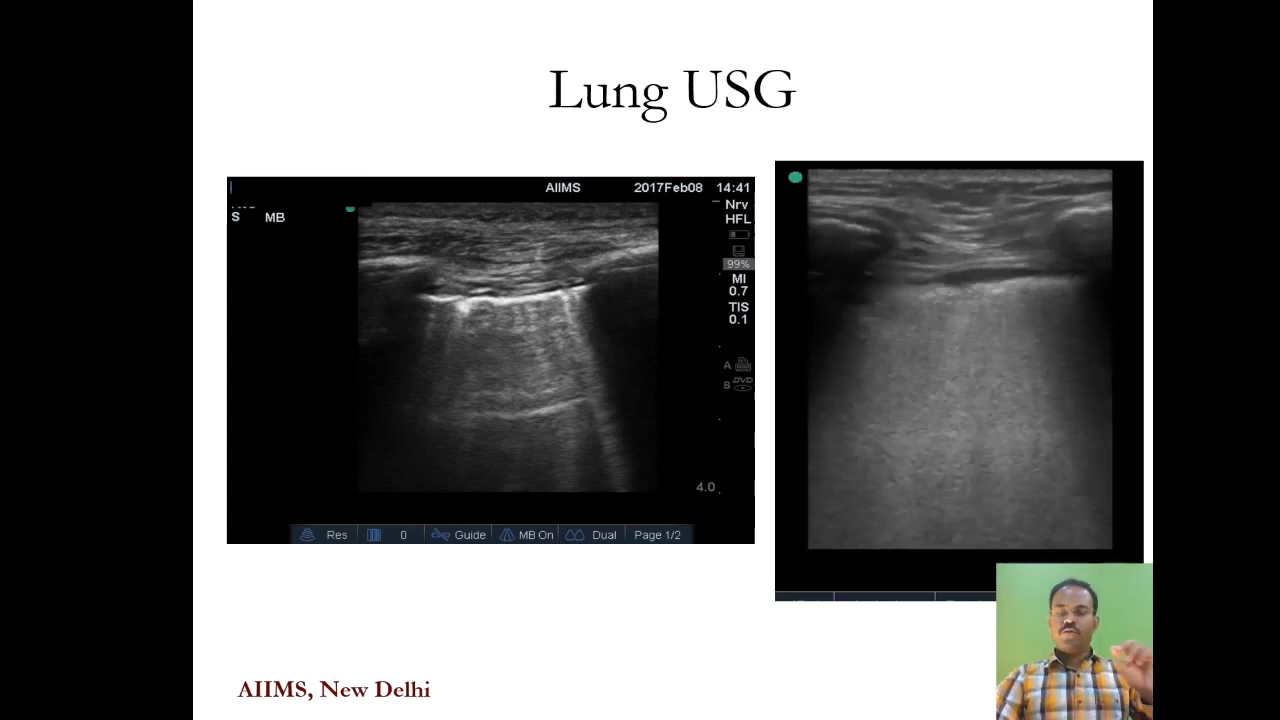 Lung USG
AIIMS 2017Feb08 14:41
S MB
Nrv
HFL
99%
MI
0.7
TIS
0.1
A
B DVD
4.0
Res 0 Guide MB On Dual Page 1/2
AIIMS, New Delhi